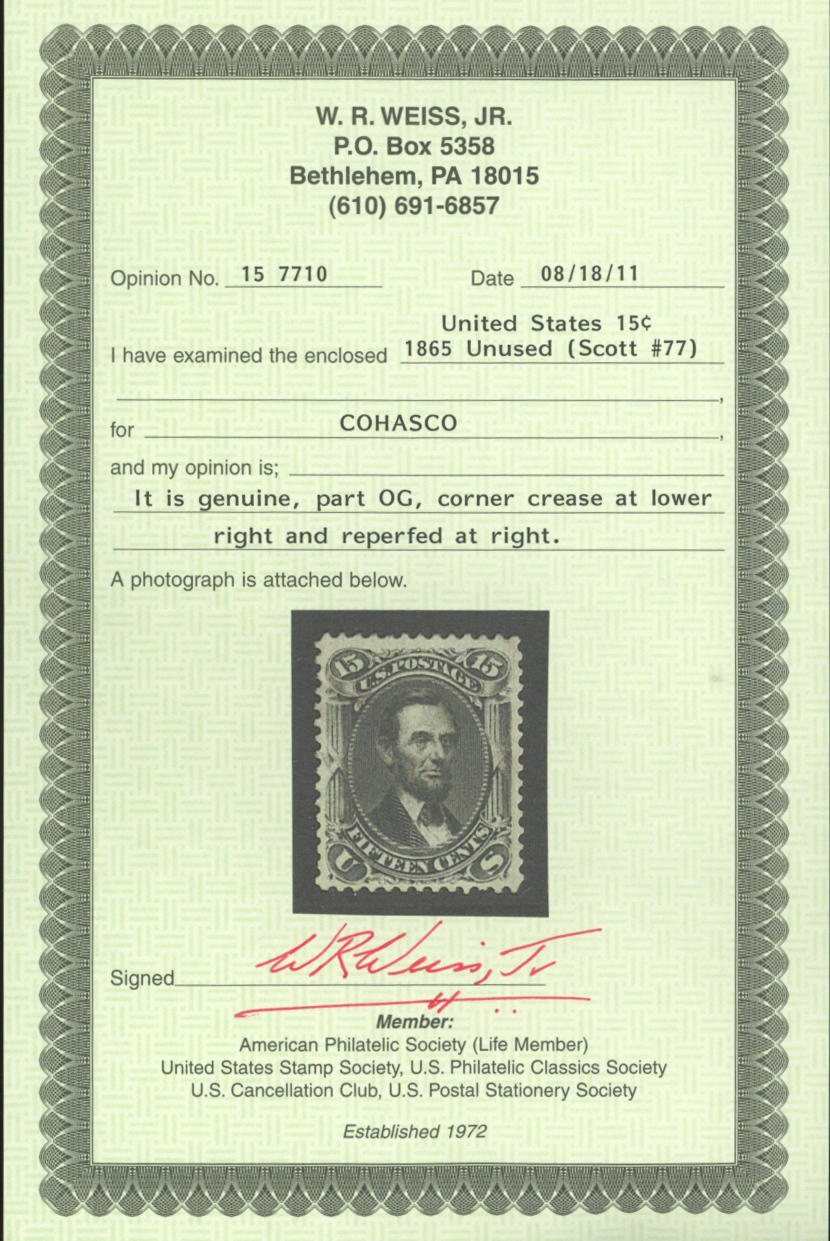 W. R. WEISS, JR.
P.O. Box 5358
Bethlehem, PA 18015
(610) 691-6857
Opinion No. 15 7710 Date 08/18/11
United States 15¢
I have examined the enclosed 1865 Unused (Scott #77)
,
for COHASCO ,
and my opinion is;
It is genuine, part OG, corner crease at lower
right and reperfed at right.
A photograph is attached below.
15 U.S. POSTAGE 15
FIFTEEN CENTS
U S
Signed W R Weiss, Jr
Member:
American Philatelic Society (Life Member)
United States Stamp Society, U.S. Philatelic Classics Society
U.S. Cancellation Club, U.S. Postal Stationery Society
Established 1972